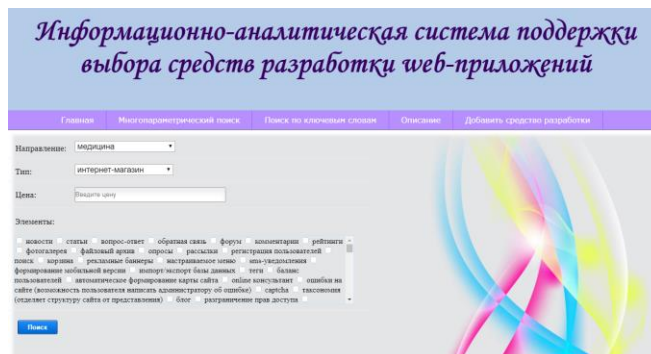 Информационно-аналитическая система поддержки
выбора средств разработки web-приложений
Главная Многопараметрический поиск Поиск по ключевым словам Описание Добавить средство разработки
Направление: медицина
Тип: интернет-магазин
Цена: Введите цену
Элементы:
новости статьи вопрос-ответ обратная связь форум комментарии рейтинги
фотогалерея файловый архив опросы рассылки регистрация пользователей
поиск корзина рекламные баннеры настраиваемое меню sms-уведомления
формирование мобильной версии импорт/экспорт базы данных теги баланс
пользователей автоматическое формирование карты сайта online консультант ошибки на
сайте (возможность пользователя написать администратору об ошибке) captcha таксономия
(отделяет структуру сайта от представления) блог разграничение прав доступа
Поиск